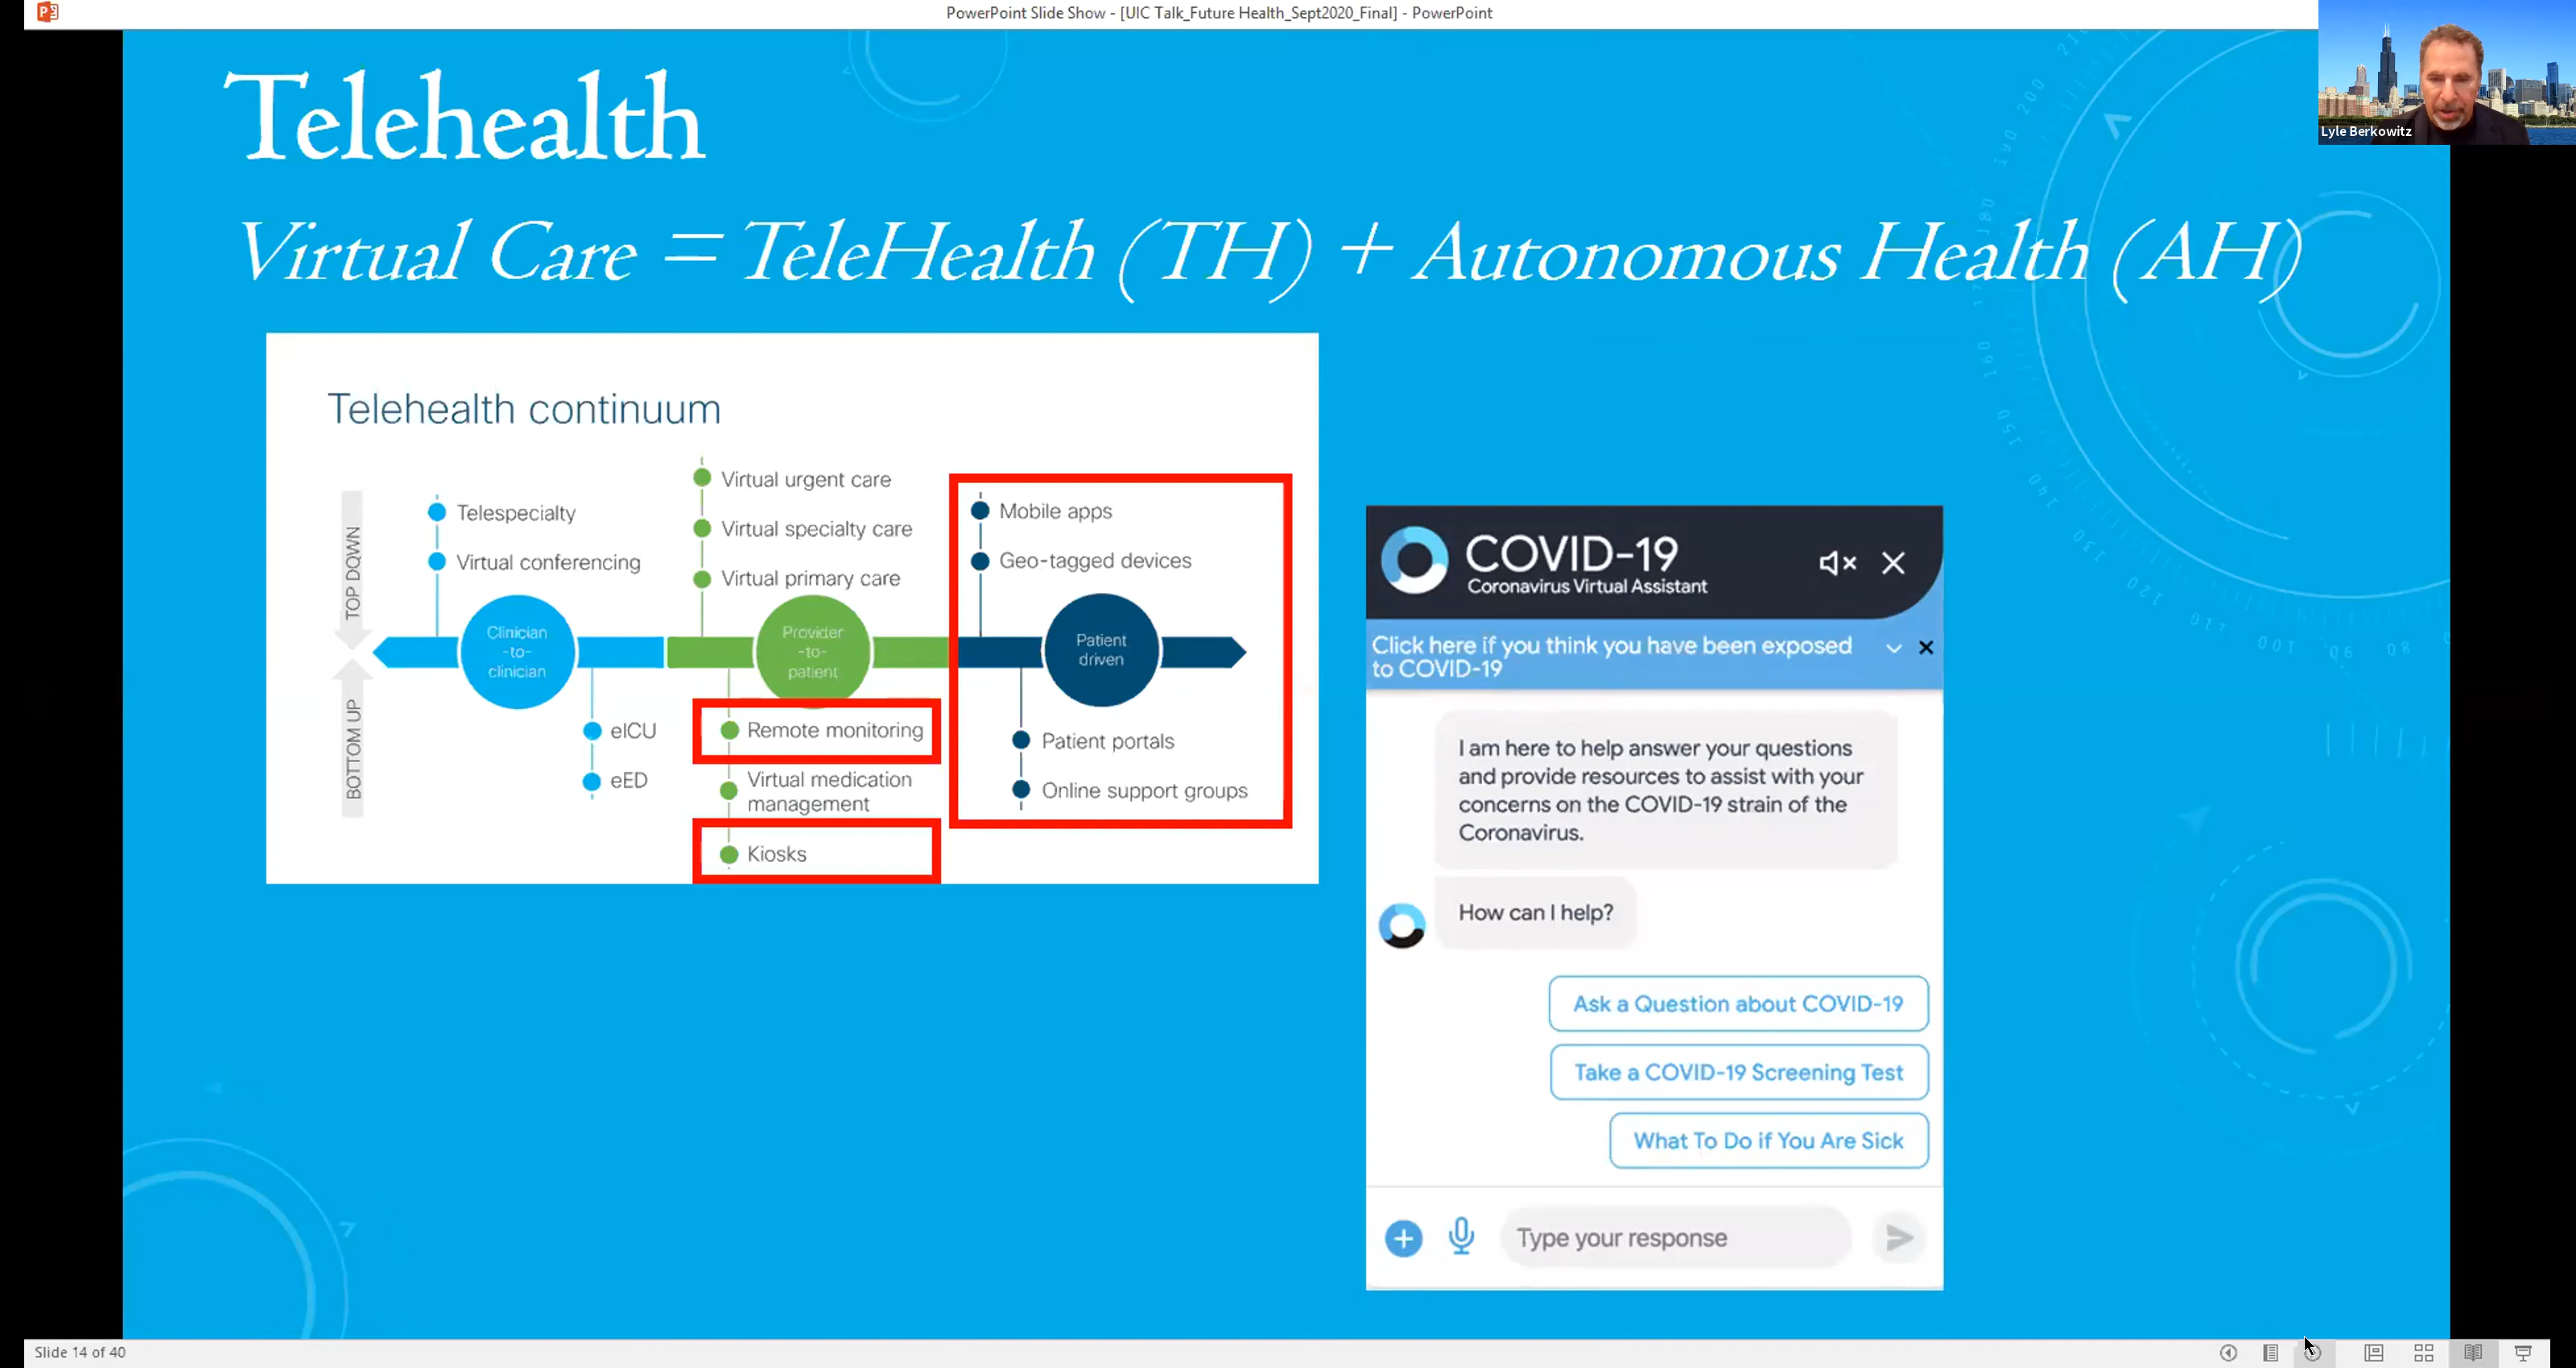 PowerPoint Slide Show - [UIC Talk_Future Health_Sept2020_Final] - PowerPoint
Lyle Berkowitz
Telehealth
Virtual Care = TeleHealth (TH) + Autonomous Health (AH)
Telehealth continuum
TOP DOWN
BOTTOM UP
Telespecialty
Virtual conferencing
Clinician
-to-
clinician
eICU
eED
Virtual urgent care
Virtual specialty care
Virtual primary care
Provider
-to-
patient
Remote monitoring
Virtual medication
management
Kiosks
Mobile apps
Geo-tagged devices
Patient
driven
Patient portals
Online support groups
COVID-19
Coronavirus Virtual Assistant
Click here if you think you have been exposed
to COVID-19
I am here to help answer your questions
and provide resources to assist with your
concerns on the COVID-19 strain of the
Coronavirus.
How can I help?
Ask a Question about COVID-19
Take a COVID-19 Screening Test
What To Do if You Are Sick
Type your response
Slide 14 of 40